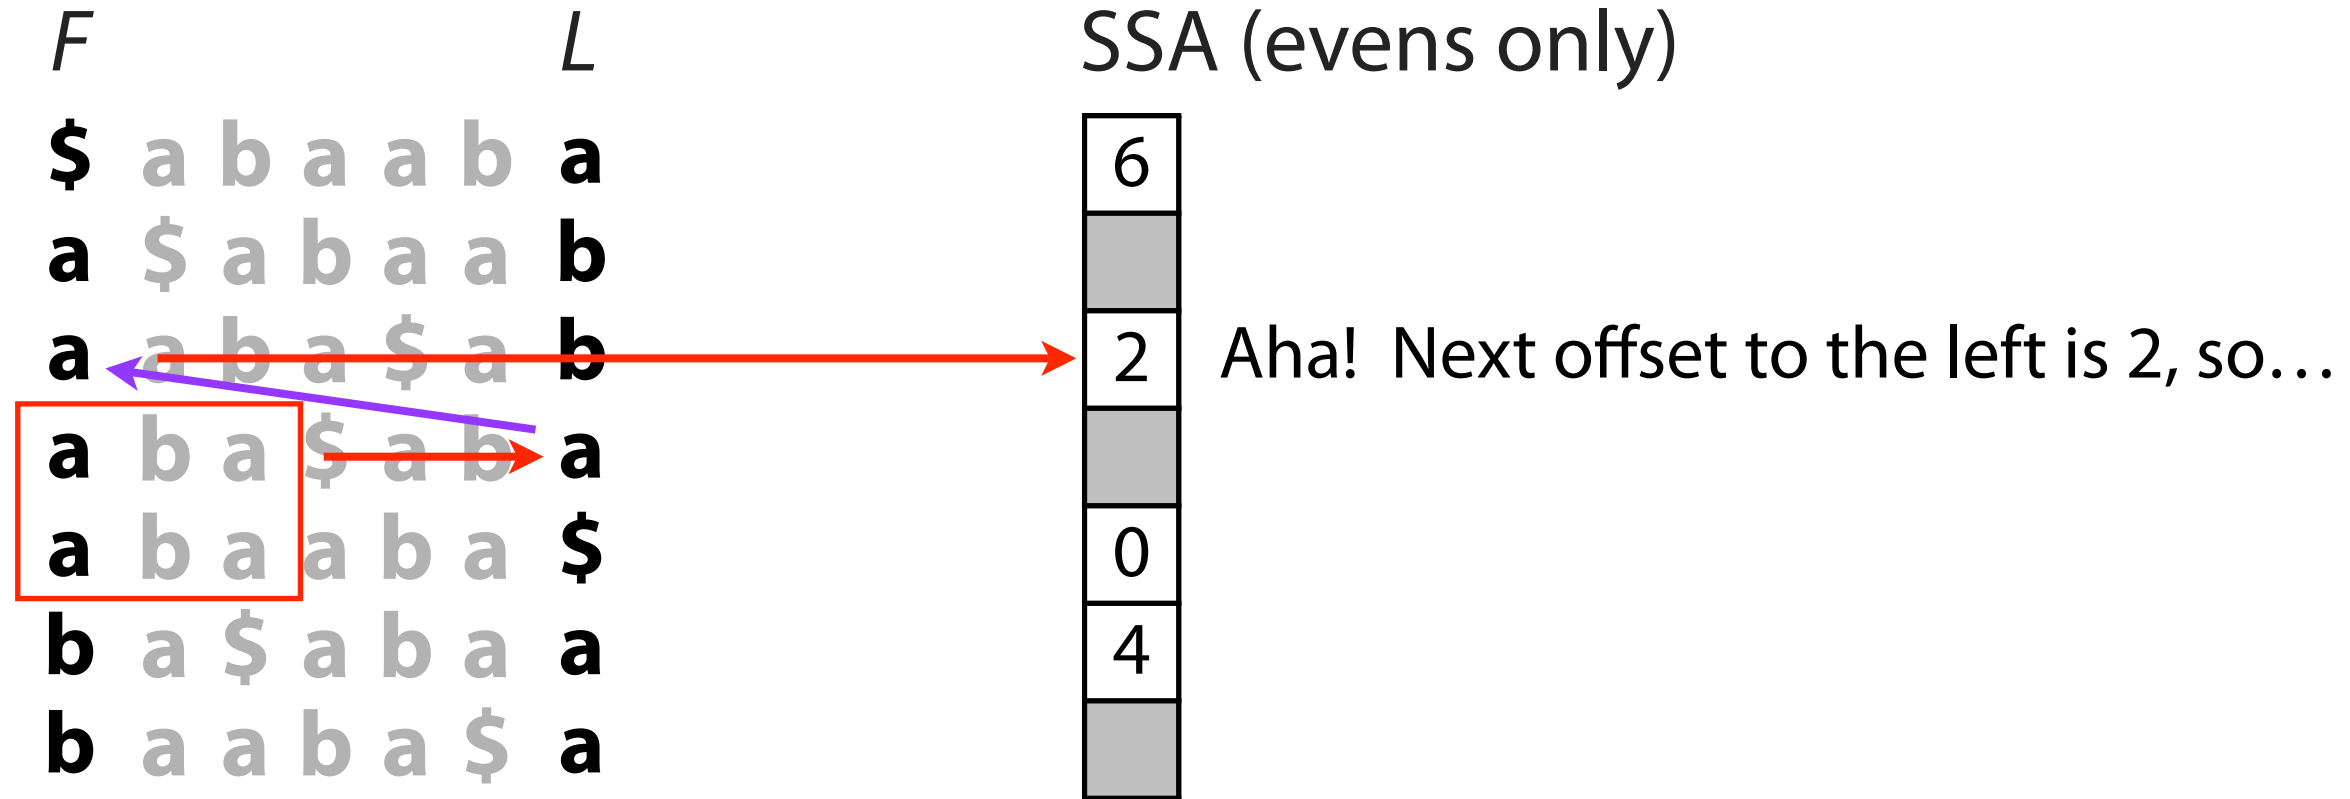 F L SSA (evens only)
$ a b a a b a 6
a $ a b a a b
a a b a $ a b 2 Aha! Next offset to the left is 2, so…
a b a $ a b a
a b a a b a $ 0
b a $ a b a a 4
b a a b a $ a